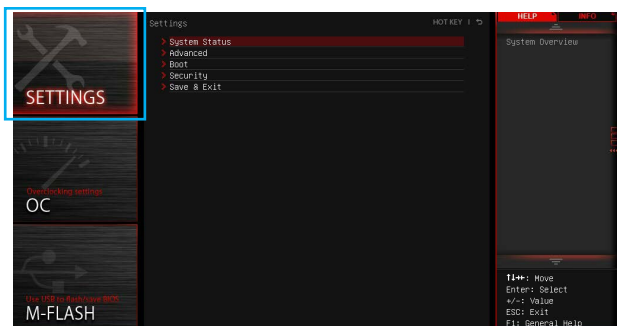 Settings
HOT KEY
HELP
INFO
System Status
Advanced
Boot
Security
Save & Exit
System Overview
SETTINGS
Overclocking settings
OC
Use USB to flash/save BIOS
M-FLASH
↑↓→←: Move
Enter: Select
+/-: Value
ESC: Exit
F1: General Help